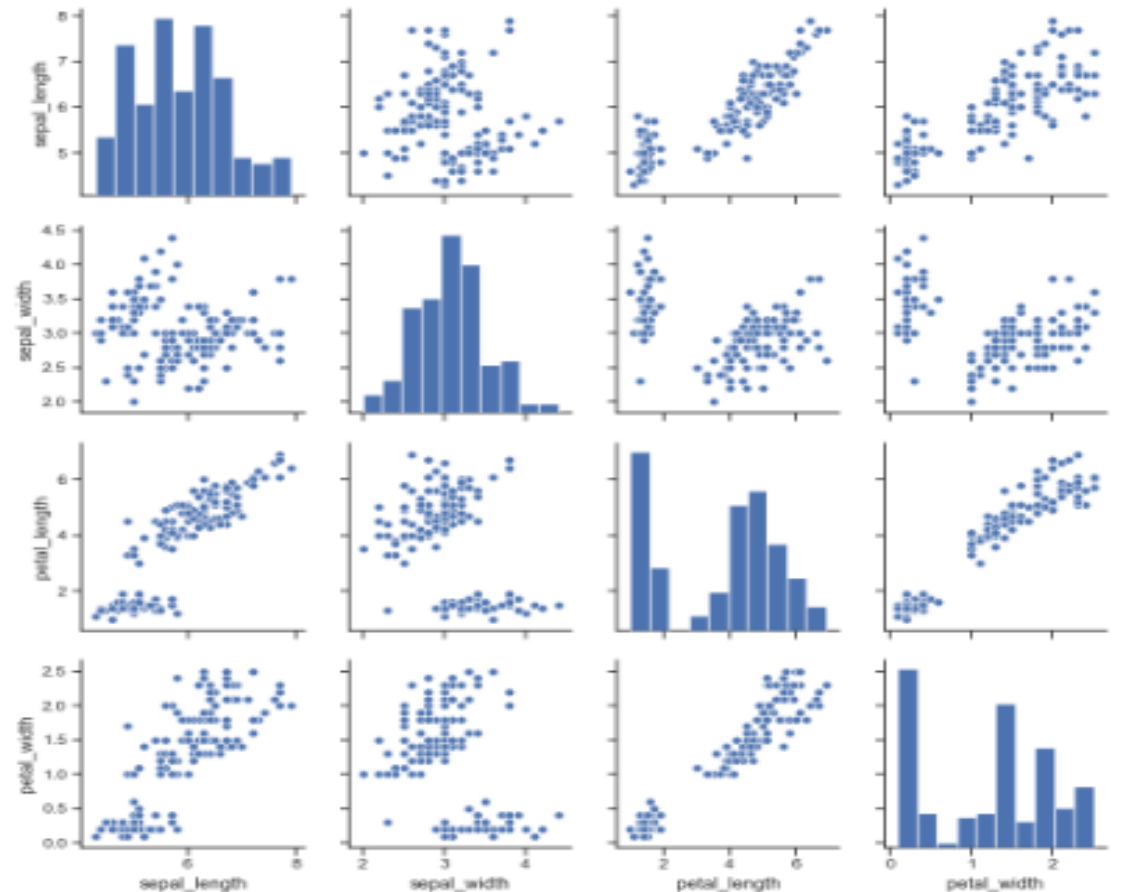 sepal_length
8
7
6
5
sepal_width
4.5
4.0
3.5
3.0
2.5
2.0
petal_length
6
4
2
petal_width
2.5
2.0
1.5
1.0
0.5
0.0
6 8
2 3 4
2 4 6
0 1 2
sepal_length sepal_width petal_length petal_width